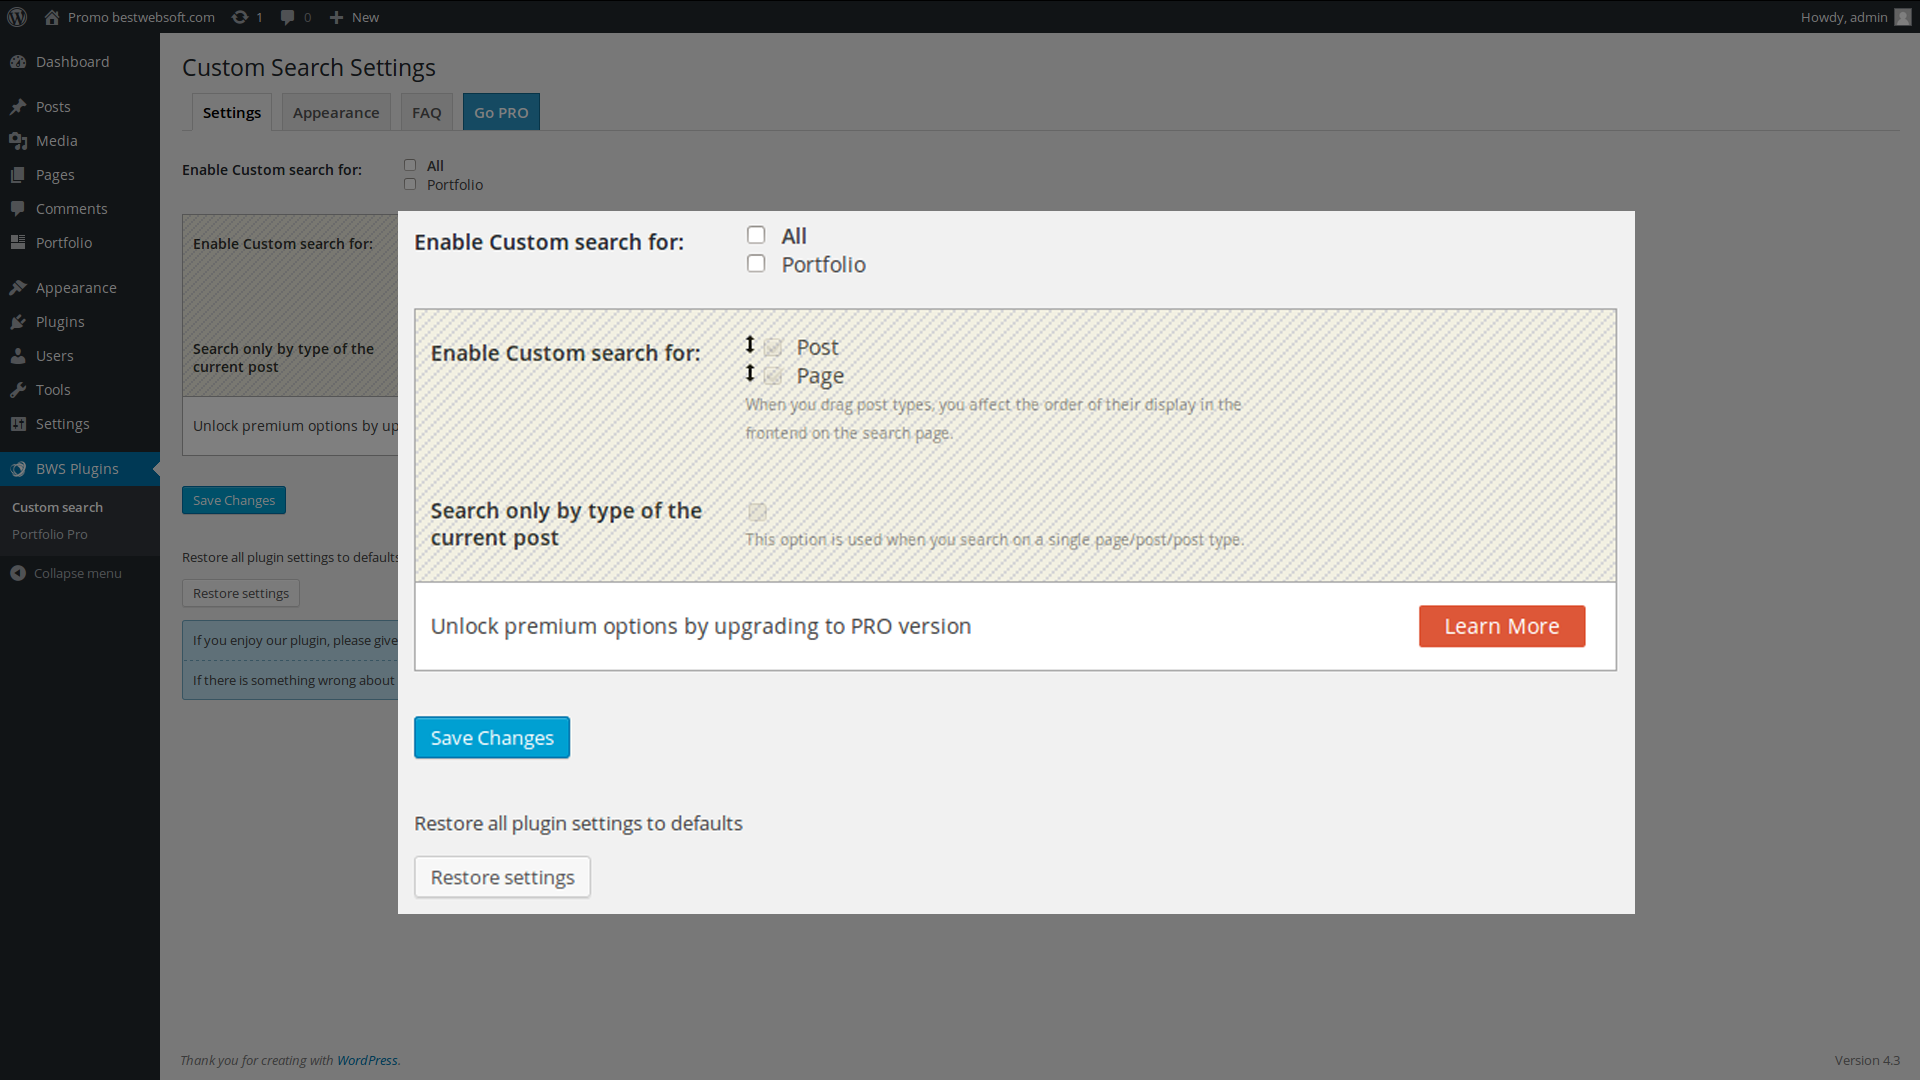 Promo bestwebsoft.com 1 0 New Howdy, admin
Dashboard
Posts
Media
Pages
Comments
Portfolio
Appearance
Plugins
Users
Tools
Settings
BWS Plugins
Custom search
Portfolio Pro
Collapse menu
Custom Search Settings
Settings Appearance FAQ Go PRO
Enable Custom search for: All
Portfolio
Enable Custom search for:
Search only by type of the
current post
Unlock premium options by up
Save Changes
Restore all plugin settings to defaults
Restore settings
If you enjoy our plugin, please give
If there is something wrong about
Enable Custom search for: All
Portfolio
Enable Custom search for: Post
Page
When you drag post types, you affect the order of their display in the
frontend on the search page.
Search only by type of the
current post
This option is used when you search on a single page/post/post type.
Unlock premium options by upgrading to PRO version Learn More
Save Changes
Restore all plugin settings to defaults
Restore settings
Thank you for creating with WordPress. Version 4.3